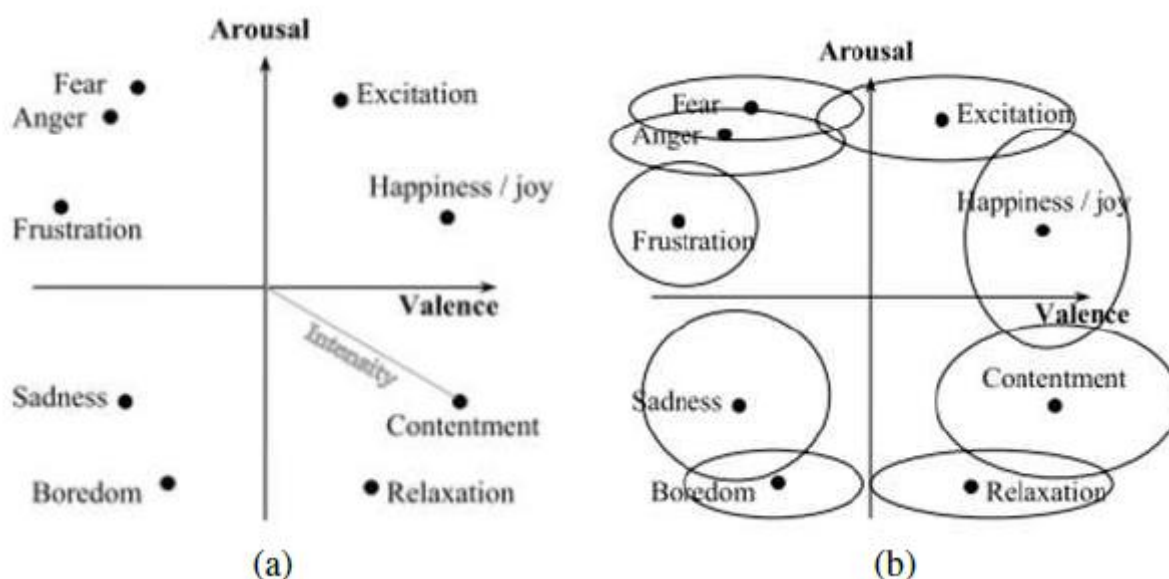 Arousal
Fear
Anger
Excitation
Happiness / joy
Frustration
Valence
Intensity
Sadness
Contentment
Boredom
Relaxation
(a)
Arousal
Fear
Anger
Excitation
Happiness / joy
Frustration
Valence
Contentment
Sadness
Boredom
Relaxation
(b)